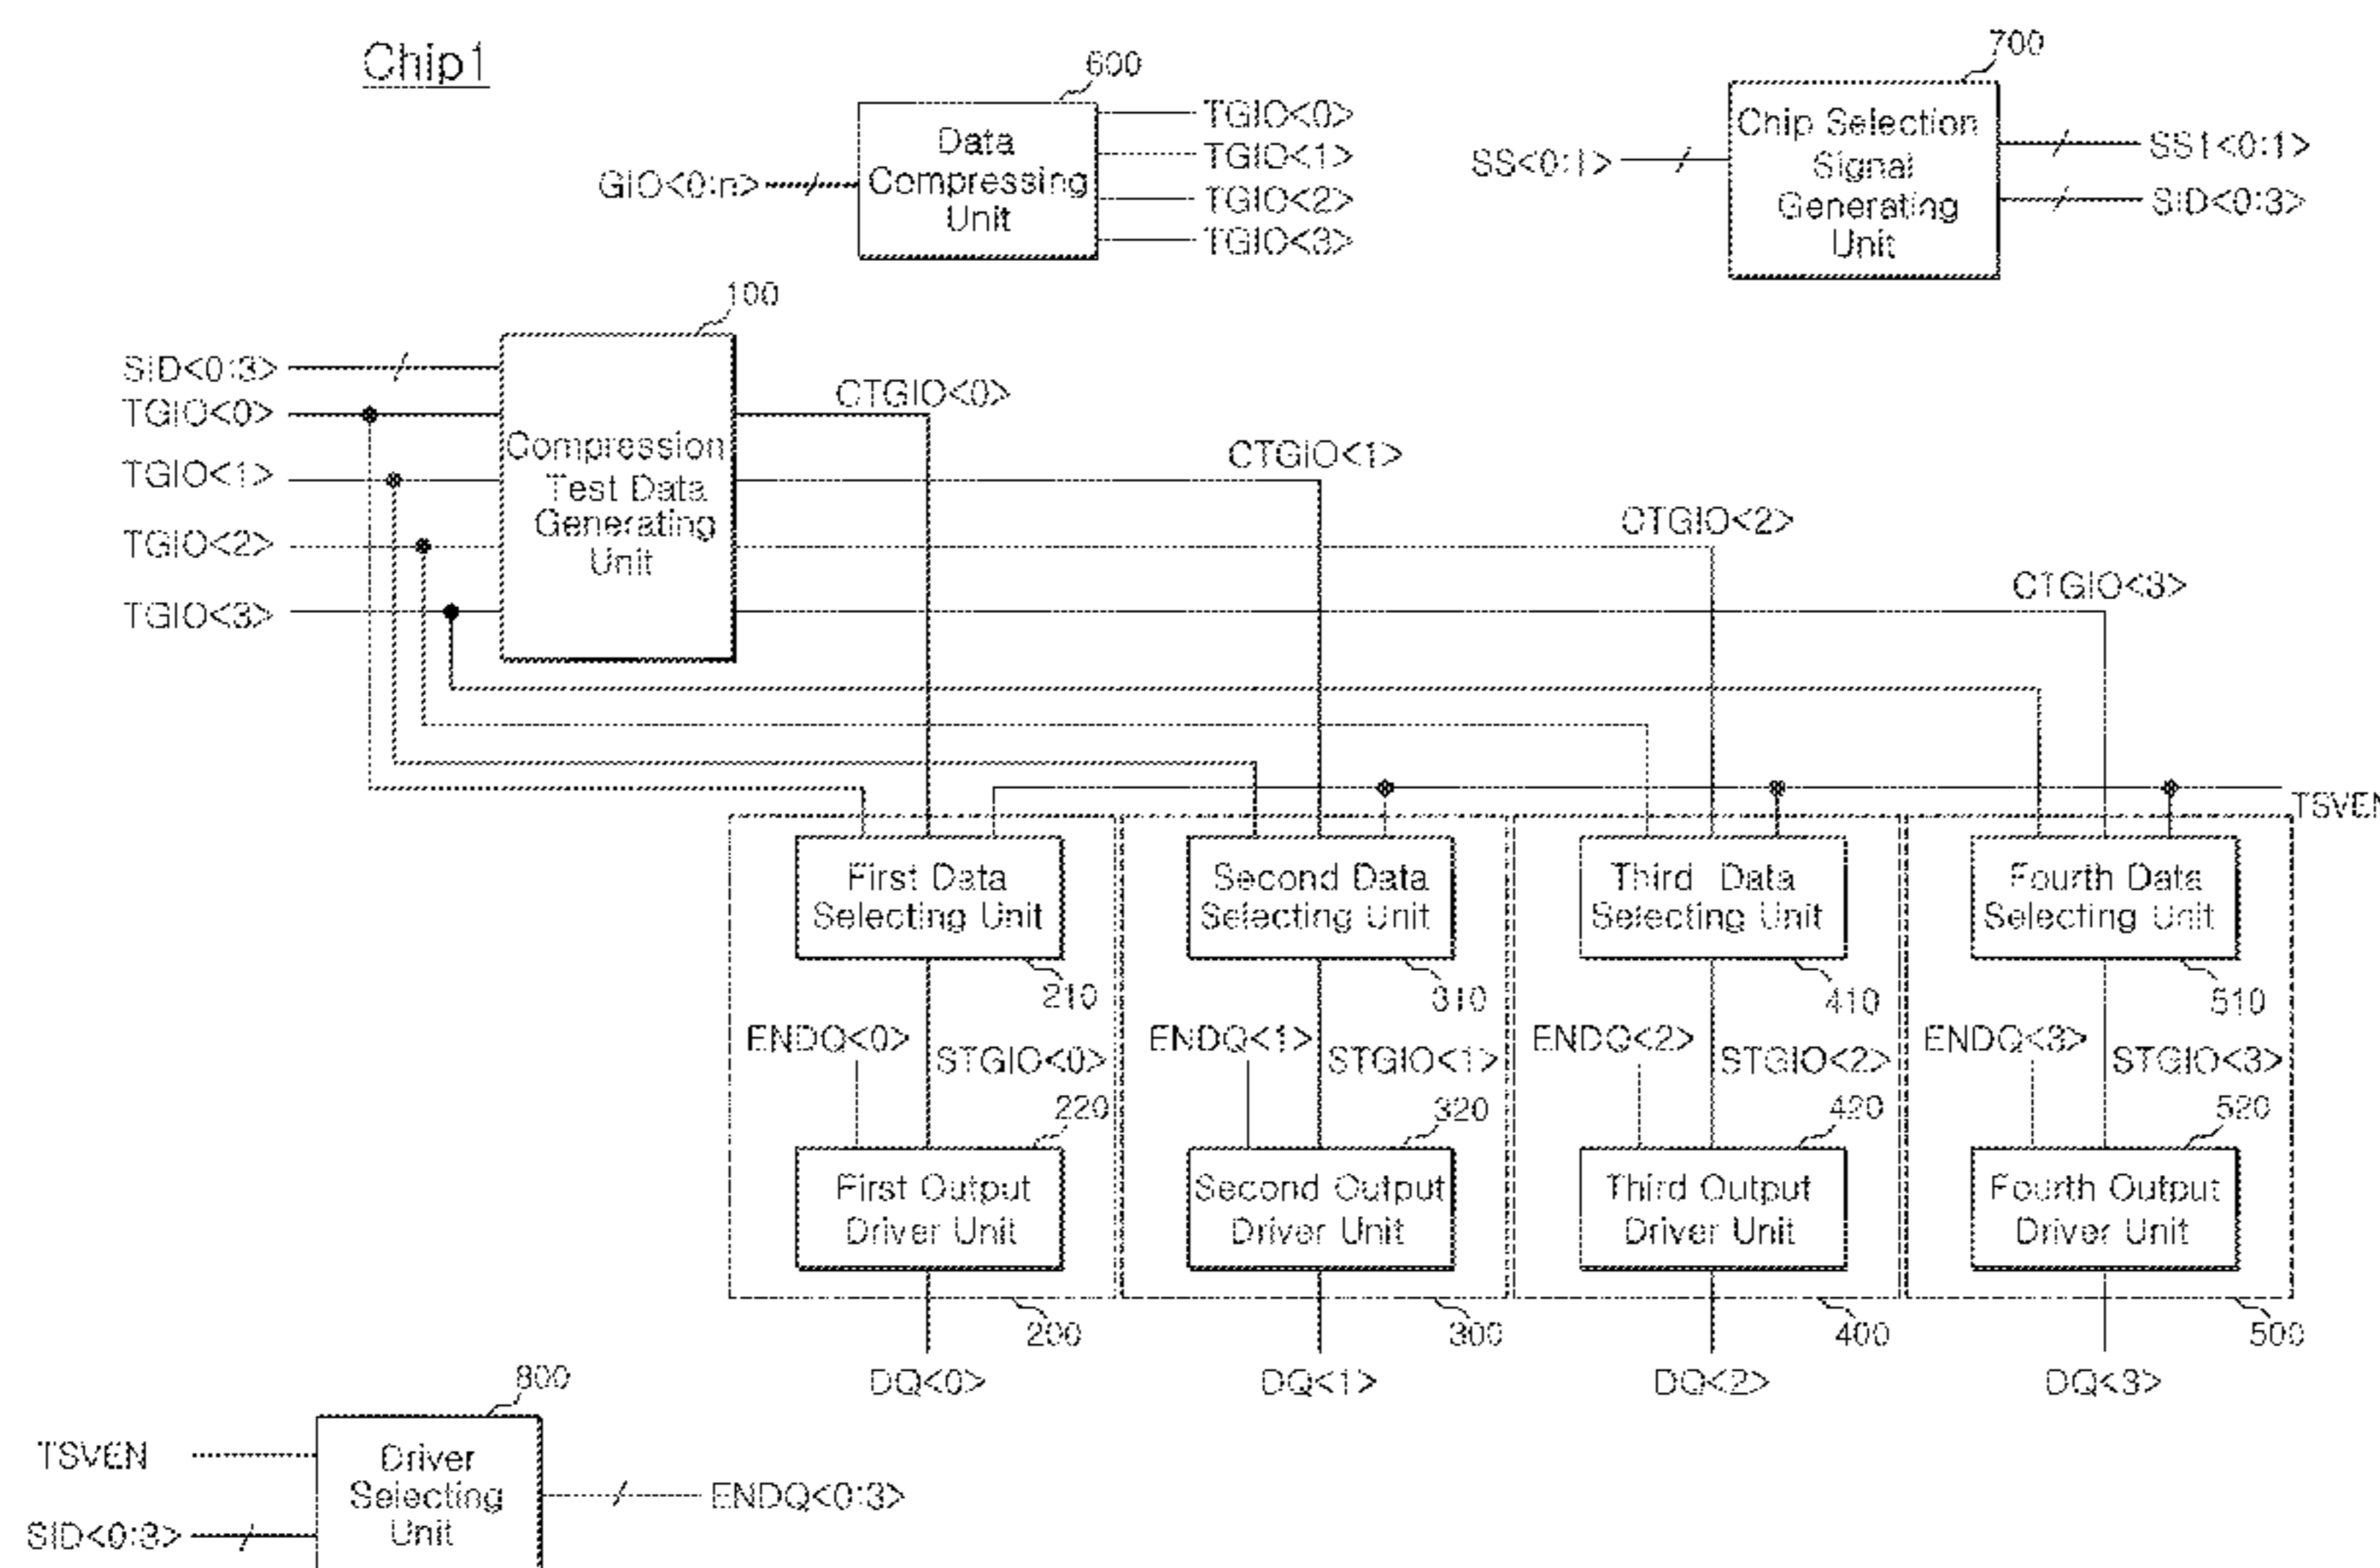 Chip1
600
700
Data
Compressing
Unit
GIO<0:n>
TGIO<0>
TGIO<1>
TGIO<2>
TGIO<3>
SS<0:1>
Chip Selection
Signal
Generating
Unit
SS1<0:1>
SID<0:3>
100
SID<0:3>
TGIO<0>
TGIO<1>
TGIO<2>
TGIO<3>
Compression
Test Data
Generating
Unit
CTGIO<0>
CTGIO<1>
CTGIO<2>
CTGIO<3>
TSVEN
First Data
Selecting Unit
Second Data
Selecting Unit
Third Data
Selecting Unit
Fourth Data
Selecting Unit
210
310
410
510
ENDQ<0>
STGIO<0>
ENDQ<1>
STGIO<1>
ENDQ<2>
STGIO<2>
ENDQ<3>
STGIO<3>
220
320
420
520
First Output
Driver Unit
Second Output
Driver Unit
Third Output
Driver Unit
Fourth Output
Driver Unit
200
300
400
500
DQ<0>
DQ<1>
DQ<2>
DQ<3>
800
TSVEN
SID<0:3>
Driver
Selecting
Unit
ENDQ<0:3>